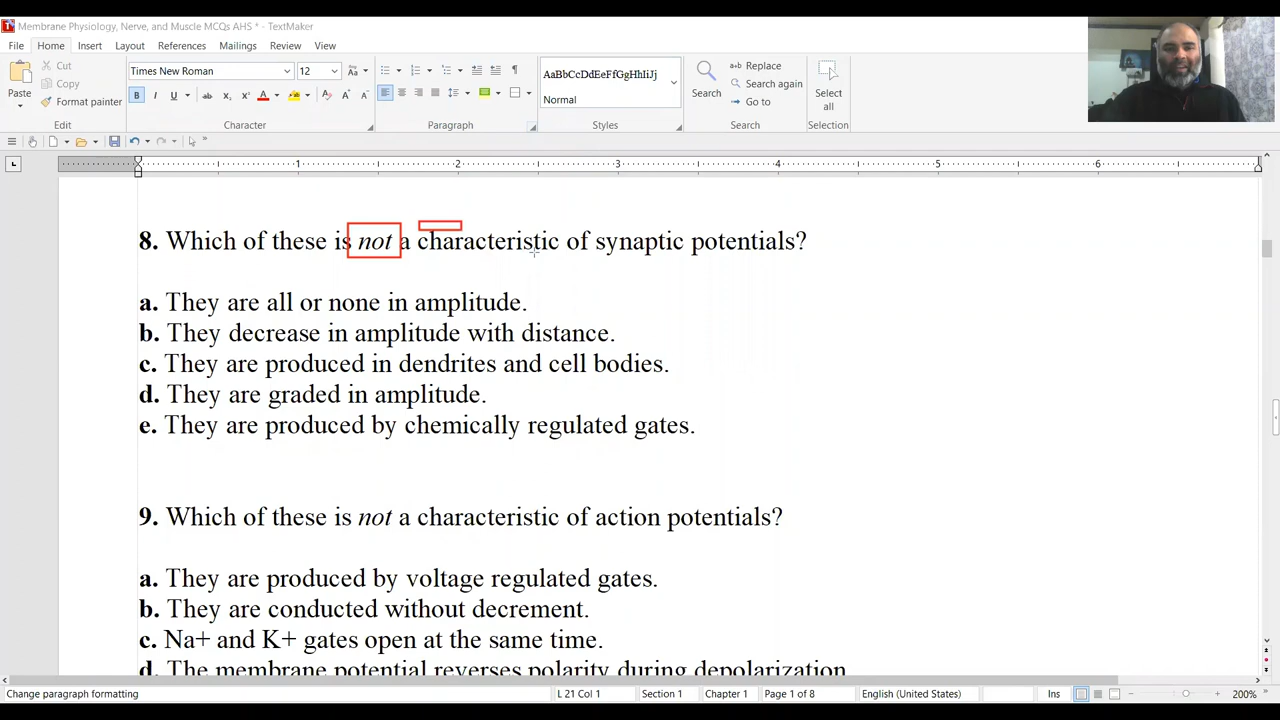 Membrane Physiology, Nerve, and Muscle MCQs AHS * - TextMaker
File Home Insert Layout References Mailings Review View
Paste
Cut
Copy
Format painter
Edit
Times New Roman 12 Aa
B I U
Character
Paragraph
AaBbCcDdEeFfGgHhIiJj
Normal
Styles
Search
Replace
Search again
Go to
Search
Select
all
Selection
1 2 3 4 5 6
8. Which of these is not a characteristic of synaptic potentials?
a. They are all or none in amplitude.
b. They decrease in amplitude with distance.
c. They are produced in dendrites and cell bodies.
d. They are graded in amplitude.
e. They are produced by chemically regulated gates.
9. Which of these is not a characteristic of action potentials?
a. They are produced by voltage regulated gates.
b. They are conducted without decrement.
c. Na+ and K+ gates open at the same time.
d. The membrane potential reverses polarity during depolarization.
Change paragraph formatting L 21 Col 1 Section 1 Chapter 1 Page 1 of 8 English (United States) Ins 200%